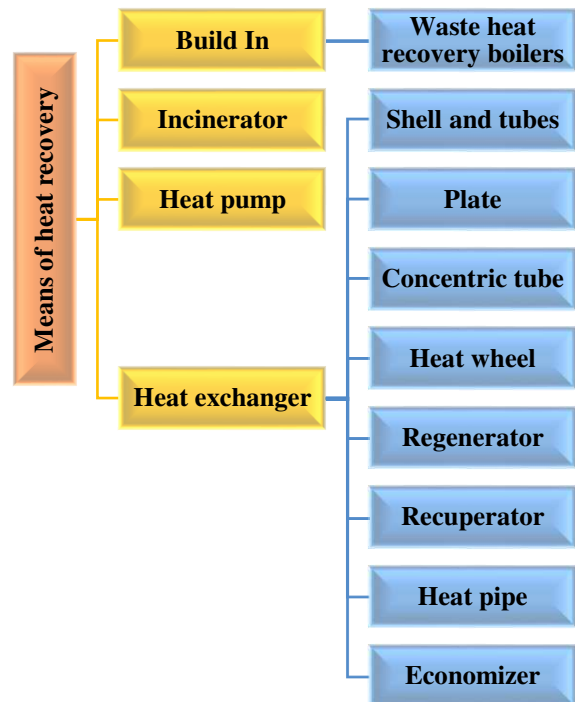 Means of heat recovery
Build In
Waste heat
recovery boilers
Incinerator
Heat pump
Heat exchanger
Shell and tubes
Plate
Concentric tube
Heat wheel
Regenerator
Recuperator
Heat pipe
Economizer